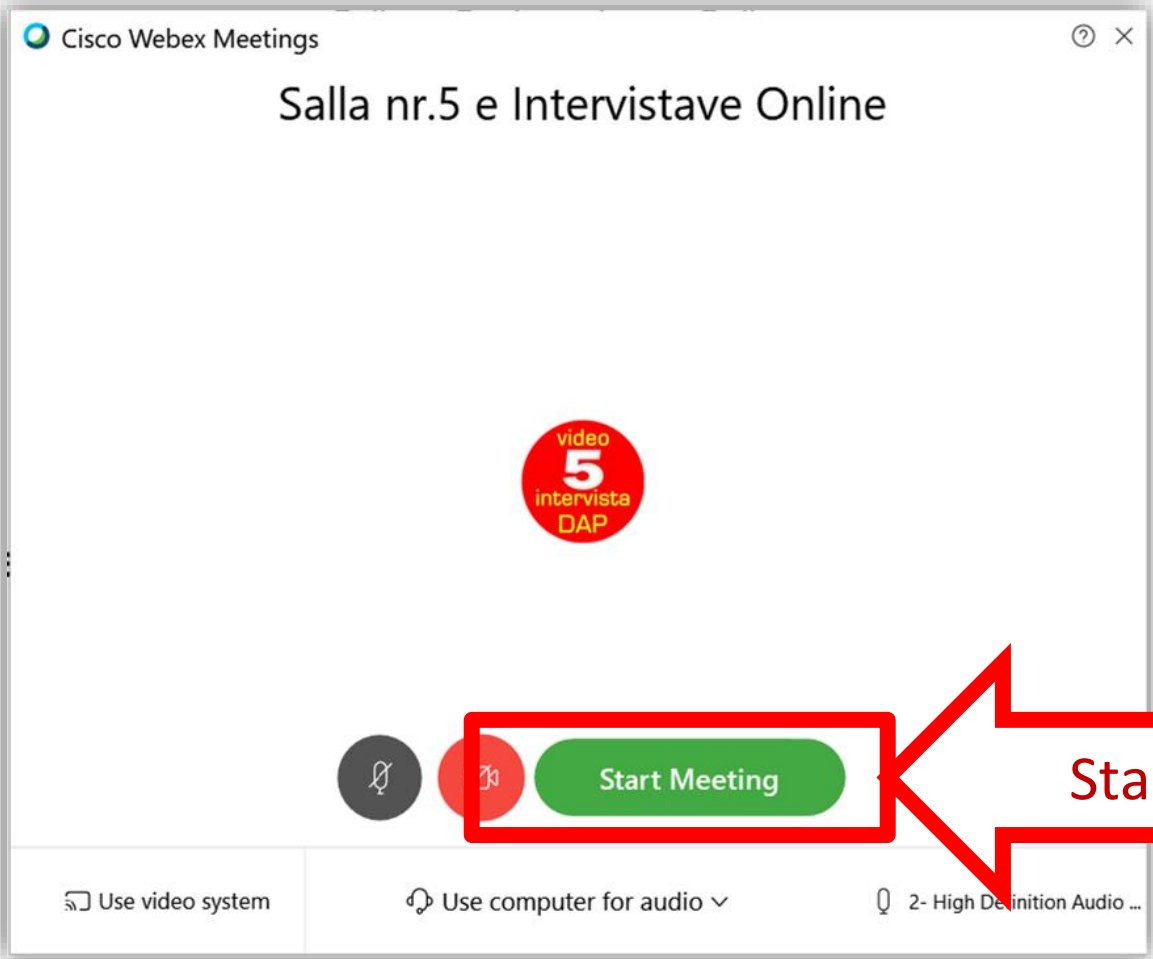 Cisco Webex Meetings
Salla nr.5 e Intervistave Online
video
5
intervista
DAP
Start Meeting
Sta
Use video system
Use computer for audio
2- High Definition Audio ...